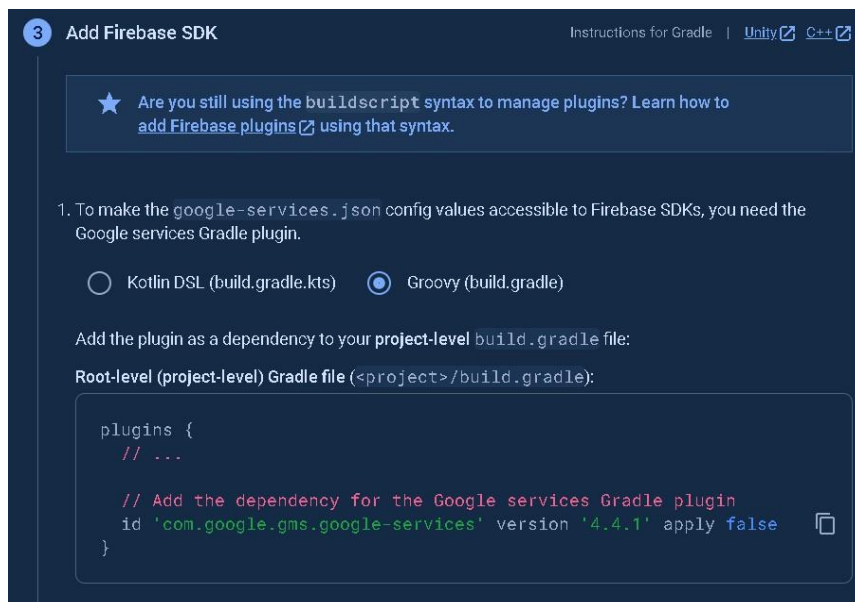 3 Add Firebase SDK Instructions for Gradle | Unity C++
Are you still using the buildscript syntax to manage plugins? Learn how to
add Firebase plugins using that syntax.
1. To make the google-services.json config values accessible to Firebase SDKs, you need the
Google services Gradle plugin.
Kotlin DSL (build.gradle.kts) Groovy (build.gradle)
Add the plugin as a dependency to your project-level build.gradle file:
Root-level (project-level) Gradle file (<project>/build.gradle):
plugins {
// ...
// Add the dependency for the Google services Gradle plugin
id 'com.google.gms.google-services' version '4.4.1' apply false
}